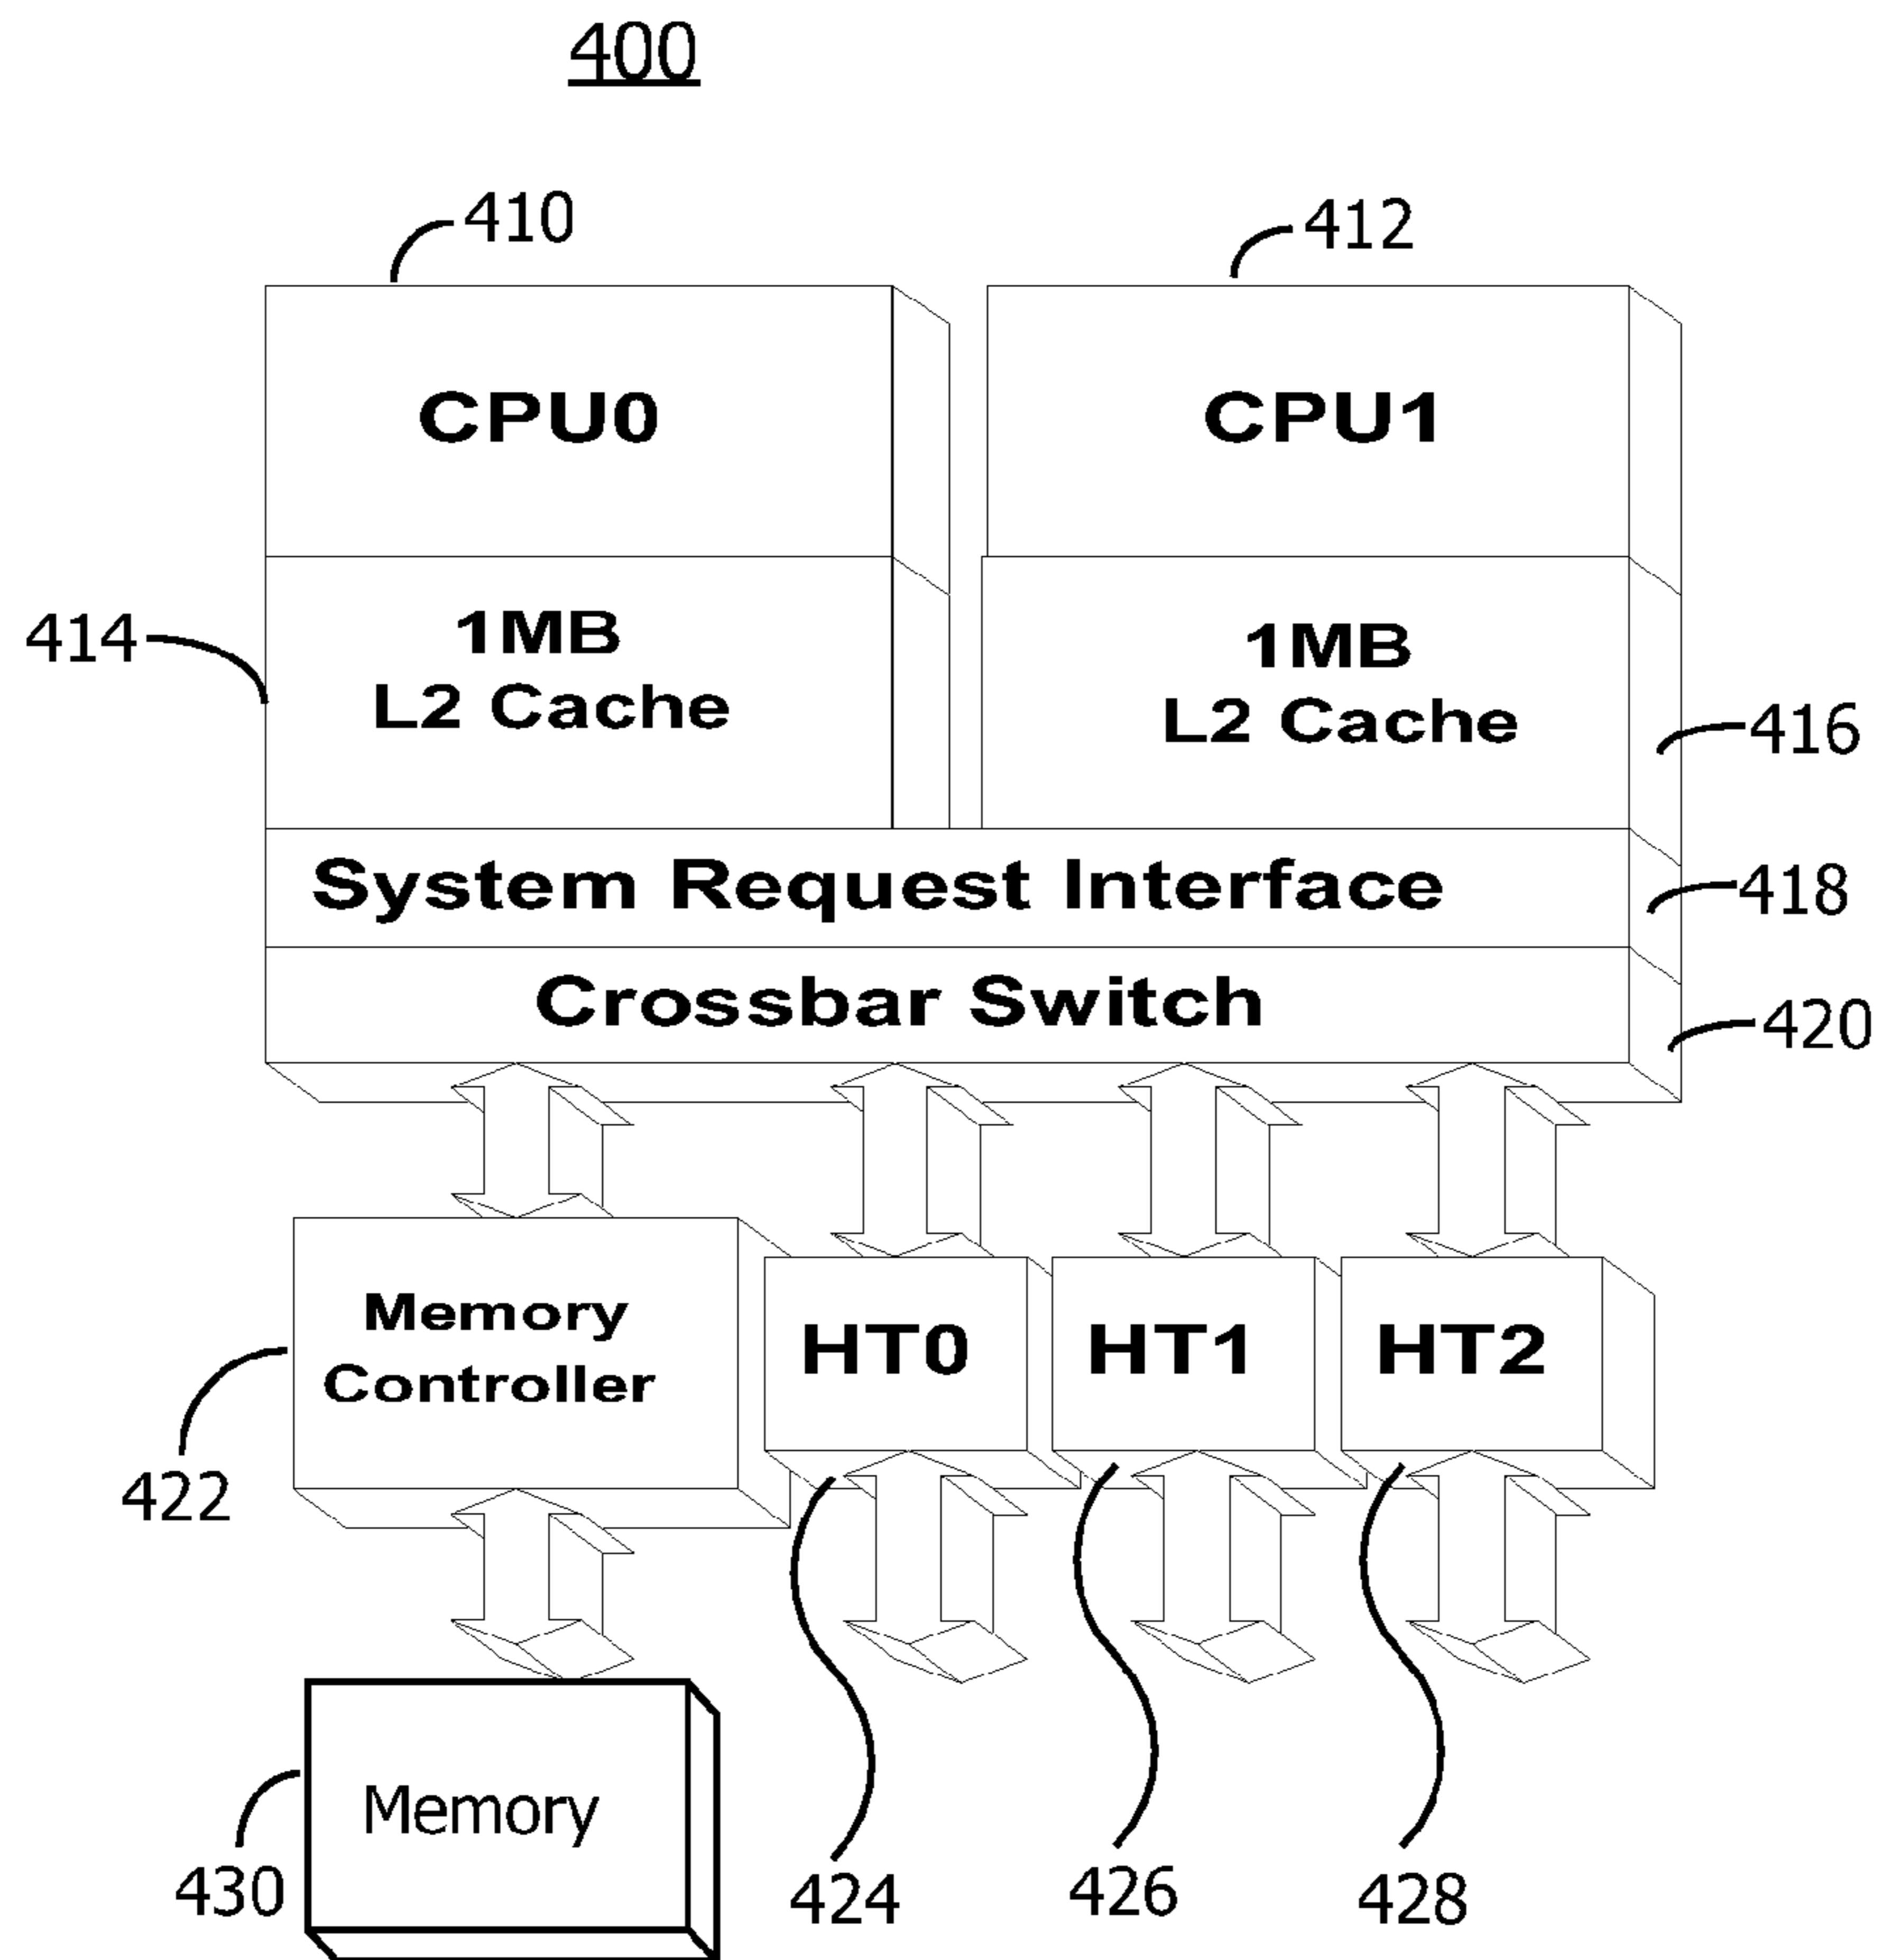 400
410
412
CPU0
CPU1
414
1MB
L2 Cache
1MB
L2 Cache
416
System Request Interface
418
Crossbar Switch
420
Memory
Controller
HT0
HT1
HT2
422
Memory
430
424
426
428